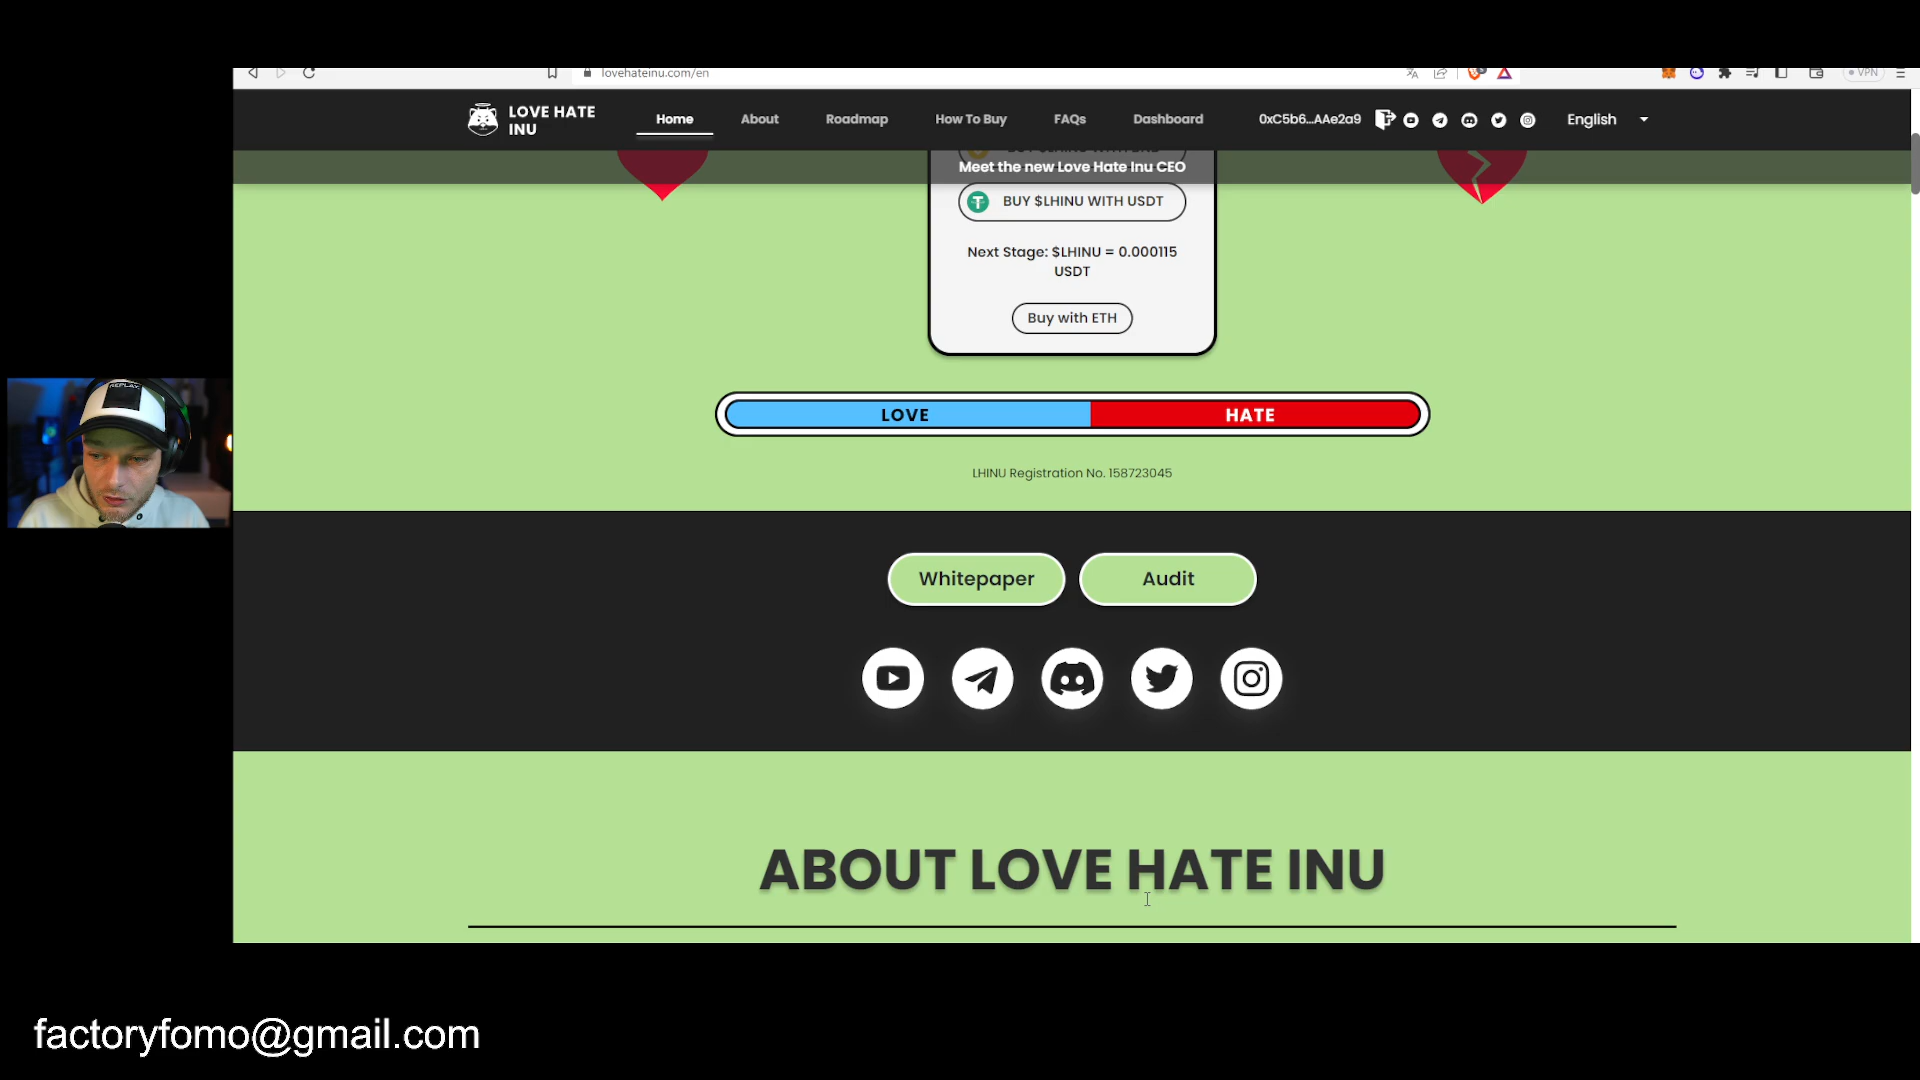 lovehateinu.com/en
VPN
LOVE HATE
INU
Home
About
Roadmap
How To Buy
FAQs
Dashboard
0xC5b6...AAe2a9
English
Meet the new Love Hate Inu CEO
BUY $LHINU WITH USDT
Next Stage: $LHINU = 0.000115
USDT
Buy with ETH
LOVE
HATE
LHINU Registration No. 158723045
REPLAY
Whitepaper
Audit
ABOUT LOVE HATE INU
factoryfomo@gmail.com